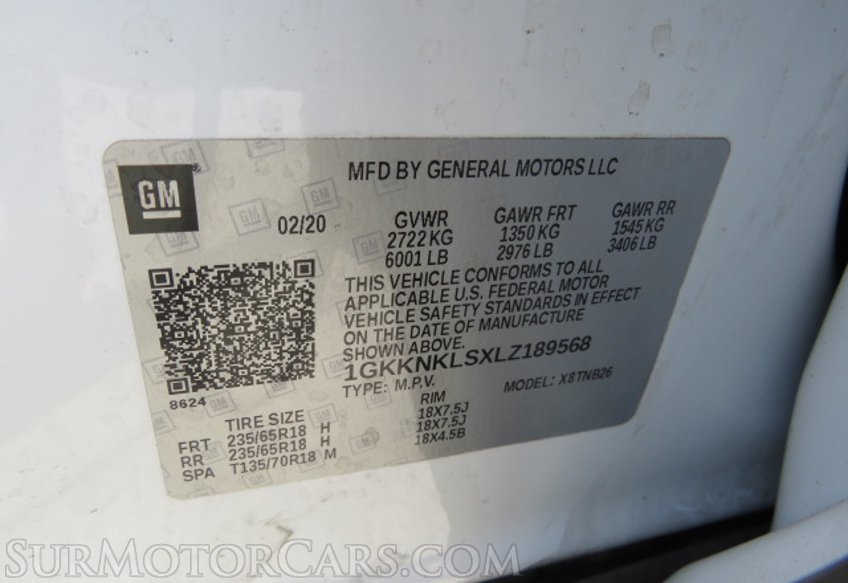 GM
MFD BY GENERAL MOTORS LLC
02/20
GVWR GAWR FRT GAWR RR
2722 KG 1350 KG 1545 KG
6001 LB 2976 LB 3406 LB
THIS VEHICLE CONFORMS TO ALL
APPLICABLE U.S. FEDERAL MOTOR
VEHICLE SAFETY STANDARDS IN EFFECT
ON THE DATE OF MANUFACTURE
SHOWN ABOVE.
1GKKNKLSXLZ189568
TYPE: M.P.V. MODEL: X8TNB26
8624
TIRE SIZE RIM
FRT 235/65R18 H 18X7.5J
RR 235/65R18 H 18X7.5J
SPA T135/70R18 M 18X4.5B
SurMotorCars.com
SurMotorCars.com